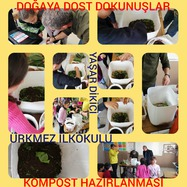 DOĞAYA DOST DOKUNUŞLAR
YAŞAR DİKİCİ
ÜRKMEZ İLKOKULU
KOMPOST HAZIRLANMASI